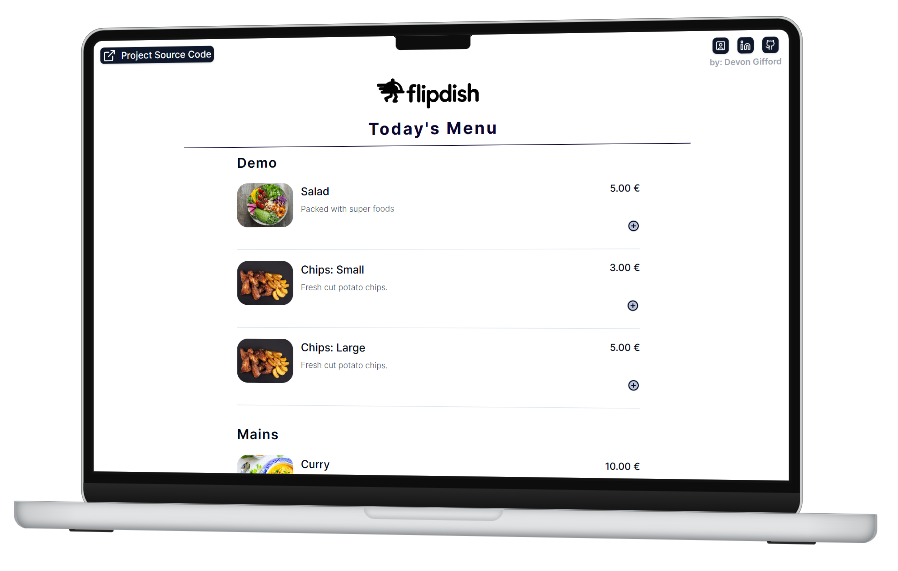 Project Source Code
by: Devon Gifford
flipdish
Today's Menu
Demo
Salad
5.00 €
Packed with super foods
Chips: Small
3.00 €
Fresh cut potato chips.
Chips: Large
5.00 €
Fresh cut potato chips.
Mains
Curry
10.00 €